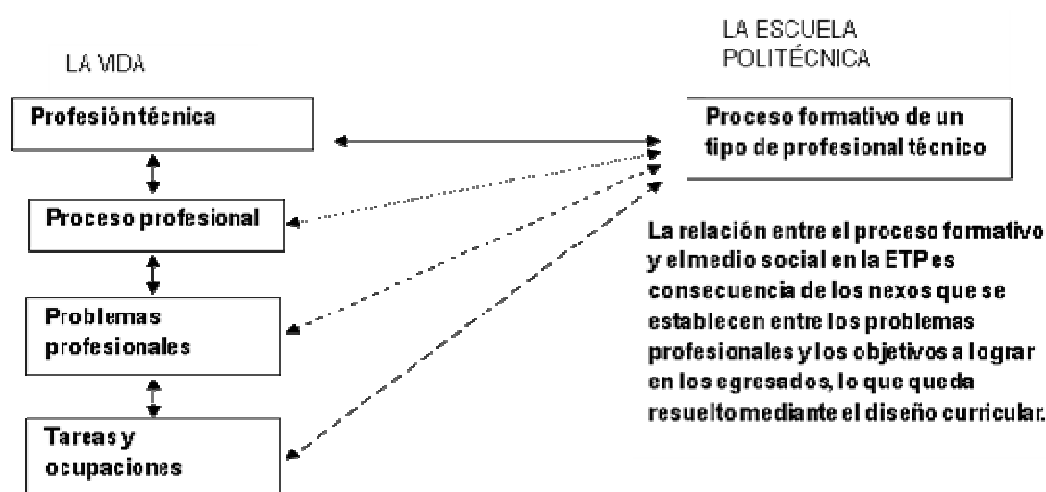 LA VIDA
LA ESCUELA
POLITÉCNICA
Profesión técnica
Proceso formativo de un
tipo de profesional técnico
Proceso profesional
Problemas
profesionales
Tareas y
ocupaciones
La relación entre el proceso formativo
y el medio social en la ETP es
consecuencia de los nexos que se
establecen entre los problemas
profesionales y los objetivos a lograr
en los egresados, lo que queda
resuelto mediante el diseño curricular.